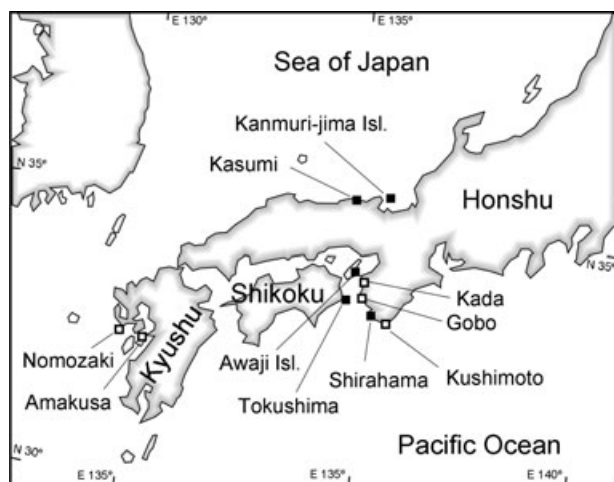 E 130°
E 135°
Sea of Japan
Kanmuri-jima Isl.
Kasumi
N 35°
Honshu
N 35°
Shikoku
Kada
Gobo
Kyushu
Nomozaki
Awaji Isl.
Shirahama
Kushimoto
Amakusa
Tokushima
Pacific Ocean
N 30°
E 135°
E 135°
E 140°